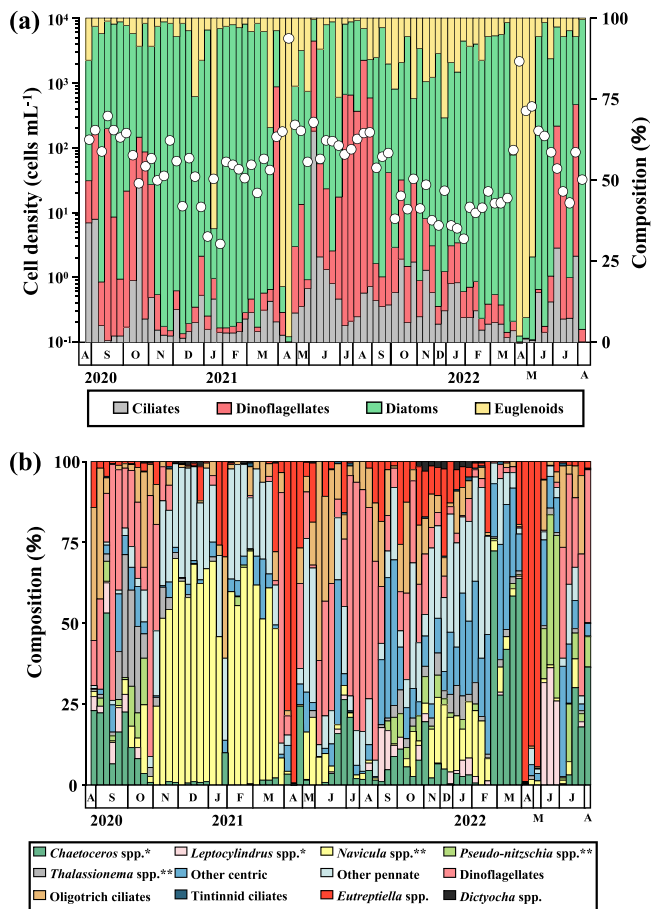 (a)
Cell density (cells mL⁻¹)
10⁴
10³
10²
10¹
10⁰
10⁻¹
100
75
50
25
0
Composition (%)
A S O N D J F M A M J J A S O N D J F M A M J J A
2020 2021 2022
Ciliates Dinoflagellates Diatoms Euglenoids
(b)
Composition (%)
100
75
50
25
0
A S O N D J F M A M J J A S O N D J F M A M J J A
2020 2021 2022
Chaetoceros spp.* Leptocylindrus spp.* Navicula spp.** Pseudo-nitzschia spp.**
Thalassionema spp.** Other centric Other pennate Dinoflagellates
Oligotrich ciliates Tintinnid ciliates Eutreptiella spp. Dictyocha spp.